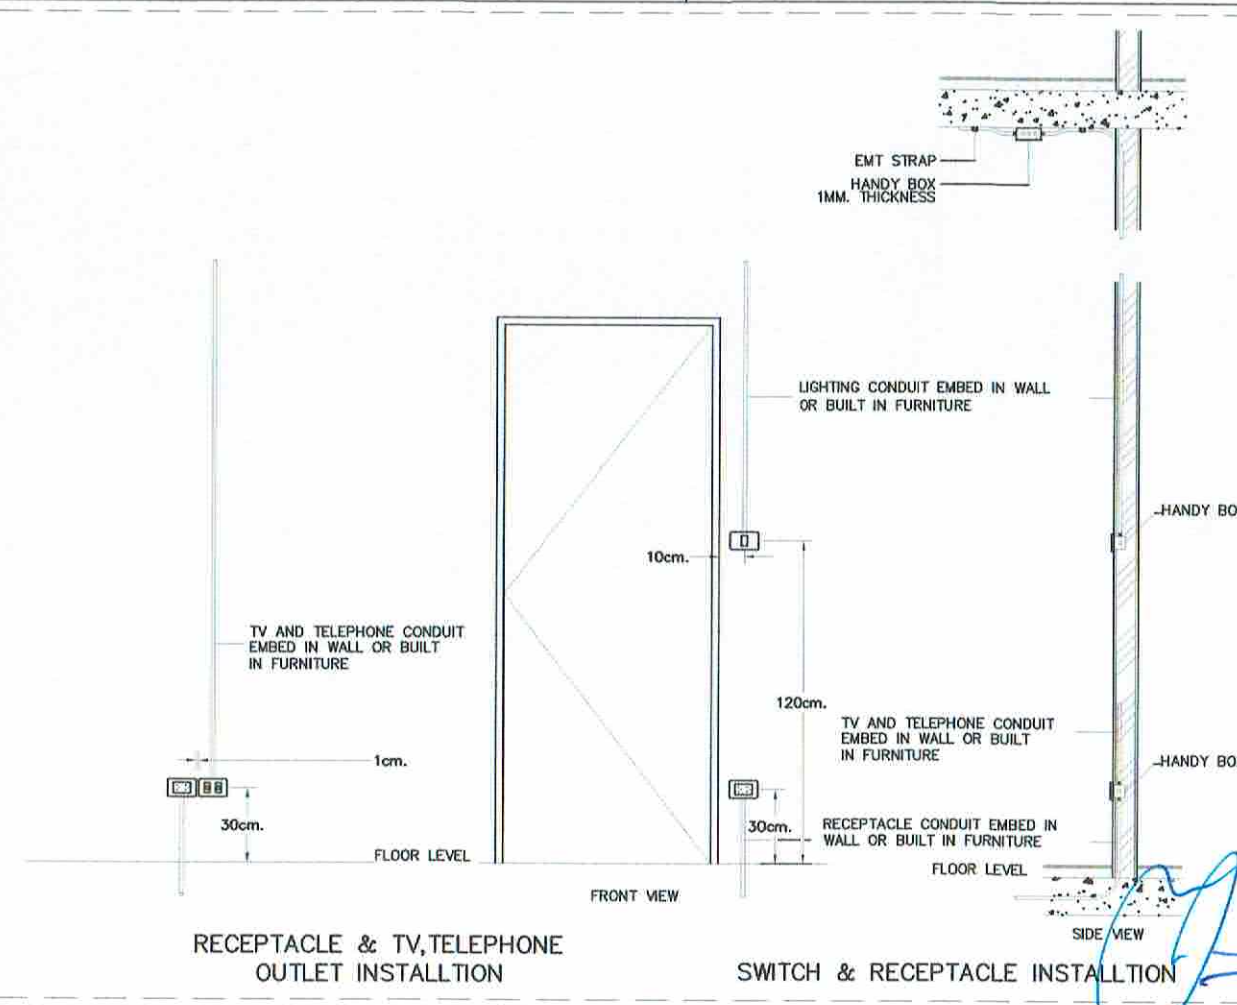 EMT STRAP
HANDY BOX
1MM. THICKNESS
LIGHTING CONDUIT EMBED IN WALL
OR BUILT IN FURNITURE
HANDY BO
10cm.
TV AND TELEPHONE CONDUIT
EMBED IN WALL OR BUILT
IN FURNITURE
120cm.
TV AND TELEPHONE CONDUIT
EMBED IN WALL OR BUILT
IN FURNITURE
HANDY BO
1cm.
30cm.
30cm.
RECEPTACLE CONDUIT EMBED IN
WALL OR BUILT IN FURNITURE
FLOOR LEVEL
FLOOR LEVEL
FRONT VIEW
SIDE VIEW
RECEPTACLE & TV,TELEPHONE
OUTLET INSTALLTION
SWITCH & RECEPTACLE INSTALLTION